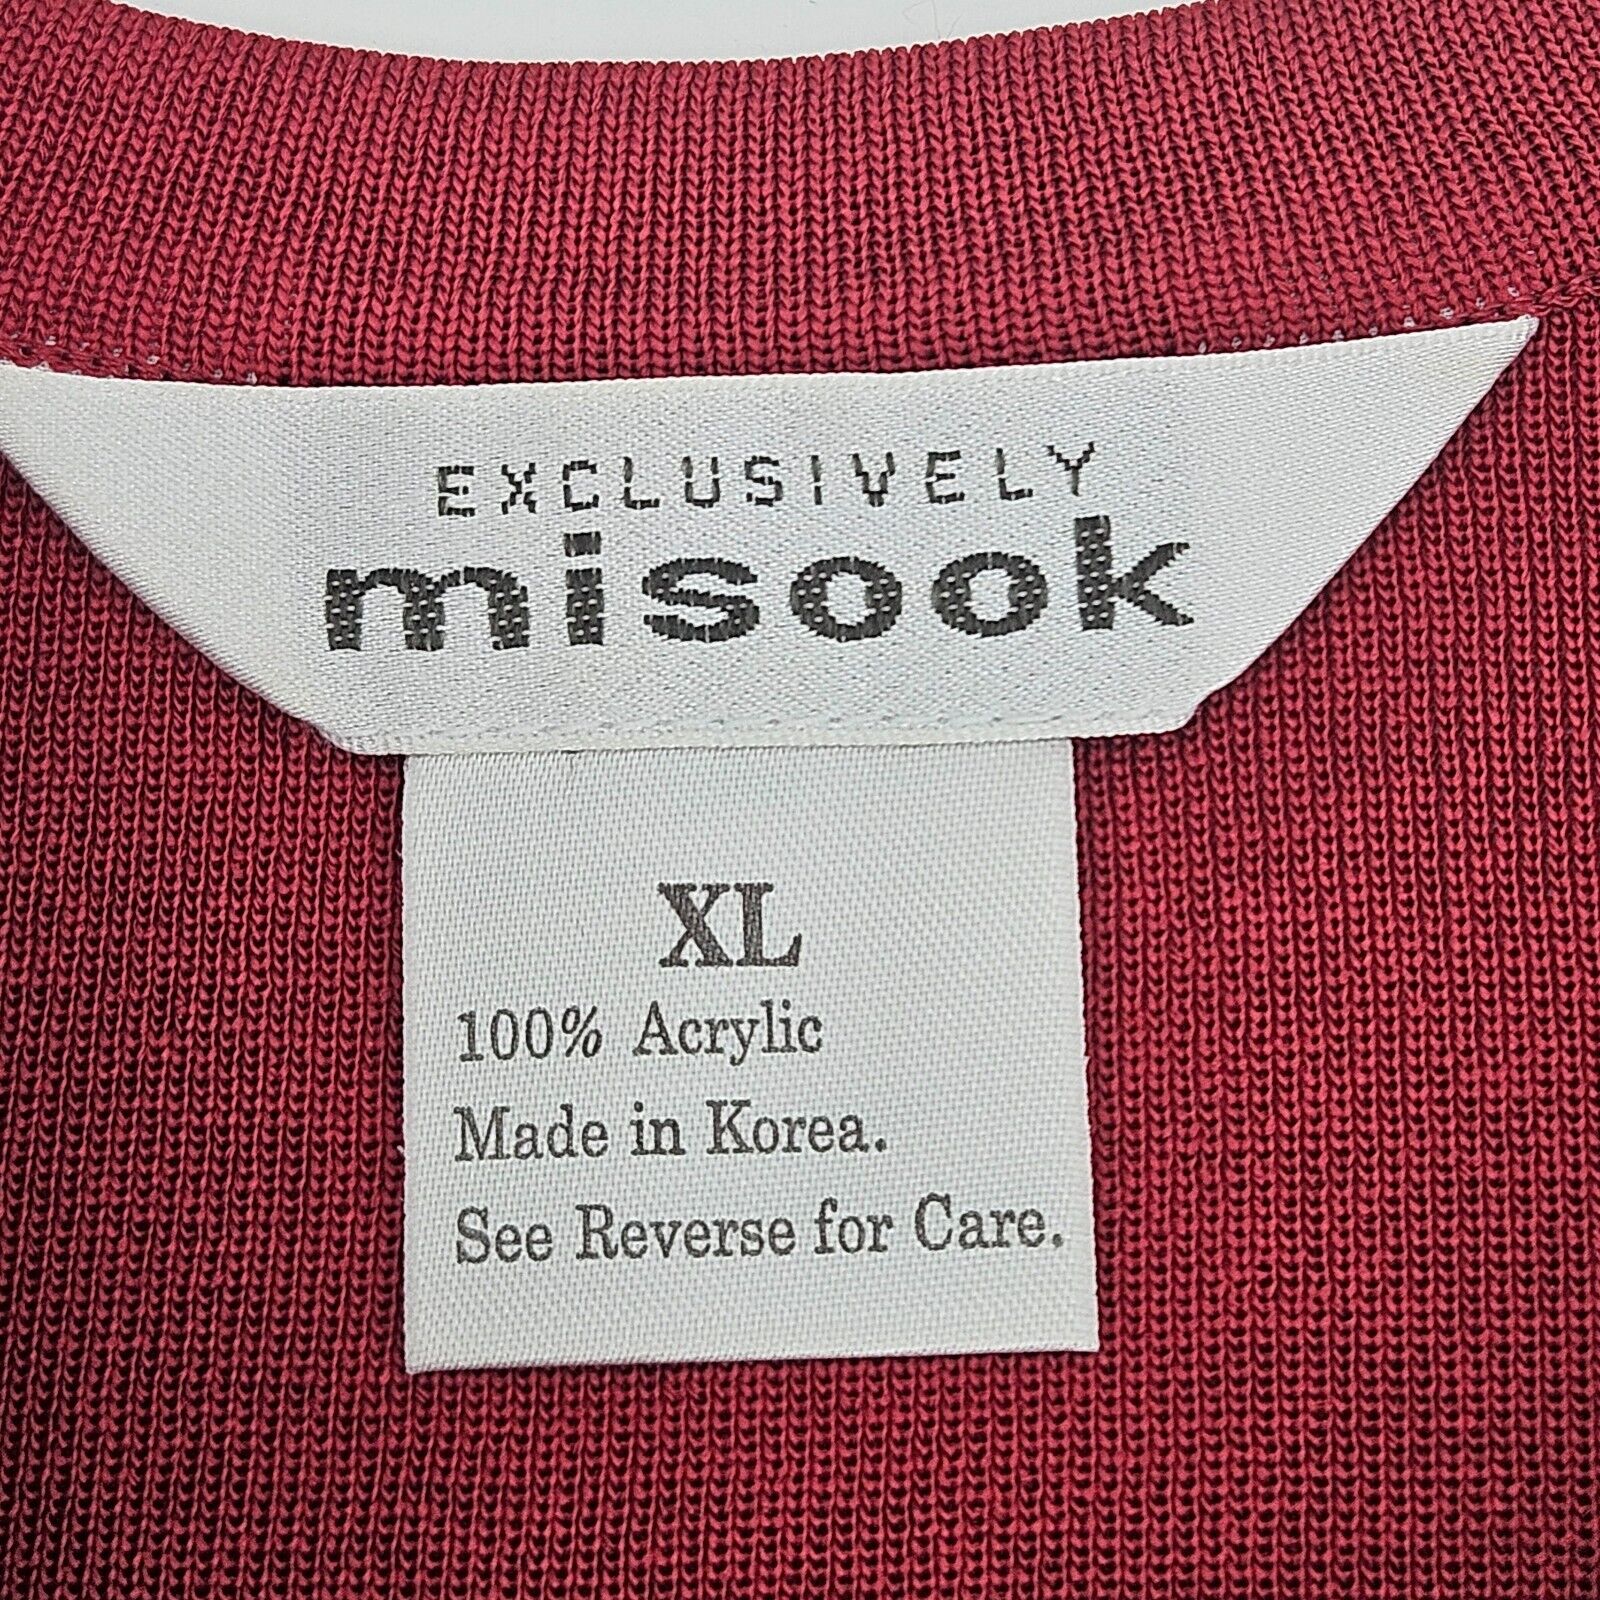 EXCLUSIVELY
misook
XL
100% Acrylic
Made in Korea.
See Reverse for Care.